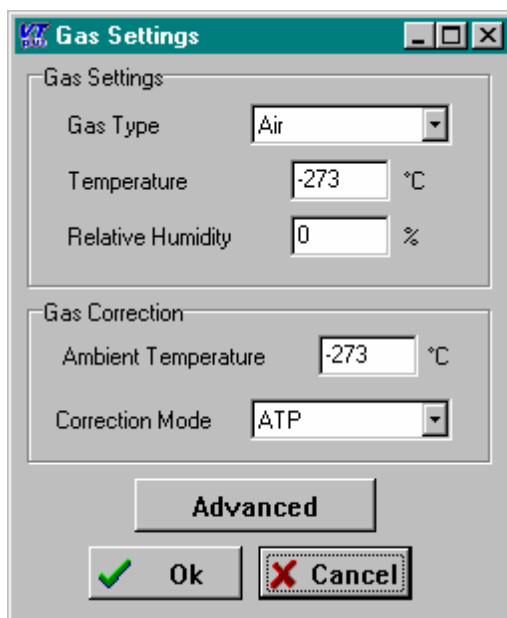 Gas Settings
Gas Settings
Gas Type Air
Temperature -273 °C
Relative Humidity 0 %
Gas Correction
Ambient Temperature -273 °C
Correction Mode ATP
Advanced
Ok Cancel